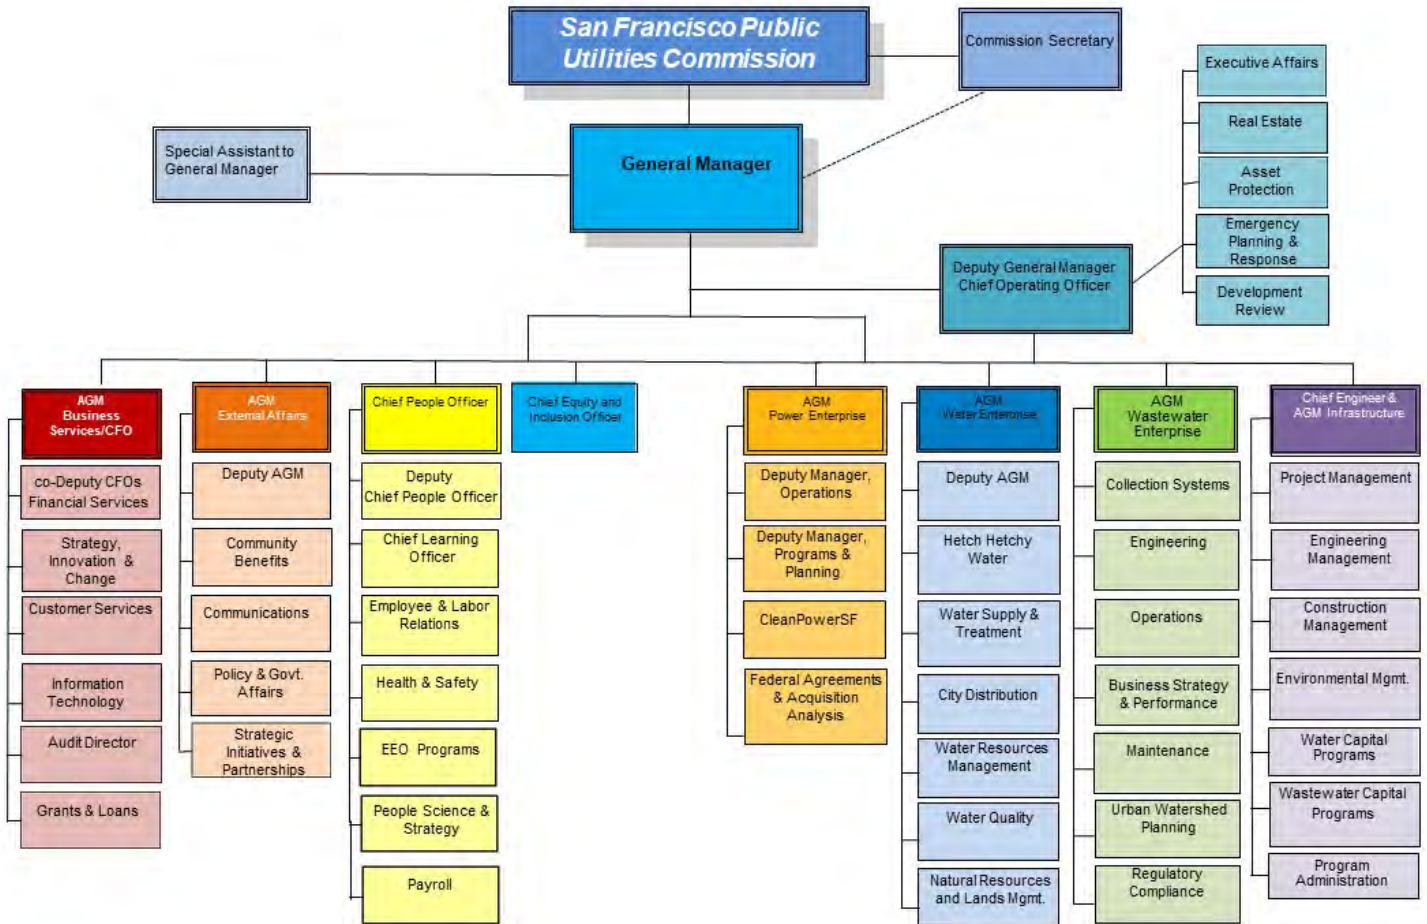 San Francisco Public
Utilities Commission
Commission Secretary
Executive Affairs
Real Estate
Asset
Protection
Emergency
Planning &
Response
Development
Review
Special Assistant to
General Manager
General Manager
Deputy General Manager
Chief Operating Officer
AGM
Business
Services/CFO
co-Deputy CFOs
Financial Services
Strategy,
Innovation &
Change
Customer Services
Information
Technology
Audit Director
Grants & Loans
AGM
External Affairs
Deputy AGM
Community
Benefits
Communications
Policy & Govt.
Affairs
Strategic
Initiatives &
Partnerships
Chief People Officer
Deputy
Chief People Officer
Chief Learning
Officer
Employee & Labor
Relations
Health & Safety
EEO Programs
People Science &
Strategy
Payroll
Chief Equity and
Inclusion Officer
AGM
Power Enterprise
Deputy Manager,
Operations
Deputy Manager,
Programs &
Planning
CleanPowerSF
Federal Agreements
& Acquisition
Analysis
AGM
Water Enterprise
Deputy AGM
Hetch Hetchy
Water
Water Supply &
Treatment
City Distribution
Water Resources
Management
Water Quality
Natural Resources
and Lands Mgmt.
AGM
Wastewater
Enterprise
Collection Systems
Engineering
Operations
Business Strategy
& Performance
Maintenance
Urban Watershed
Planning
Regulatory
Compliance
Chief Engineer &
AGM Infrastructure
Project Management
Engineering
Management
Construction
Management
Environmental Mgmt.
Water Capital
Programs
Wastewater Capital
Programs
Program
Administration